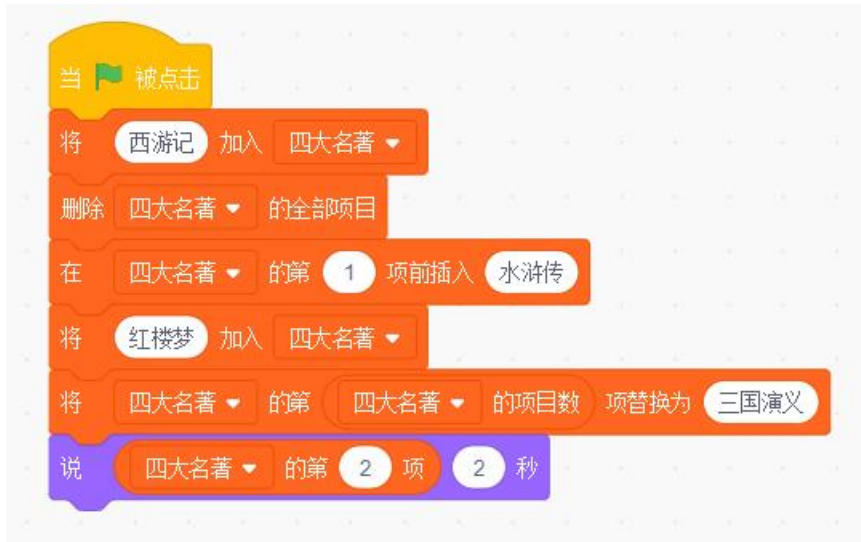 当 被点击
将 西游记 加入 四大名著
删除 四大名著 的全部项目
在 四大名著 的第 1 项前插入 水浒传
将 红楼梦 加入 四大名著
将 四大名著 的第 四大名著 的项目数 项替换为 三国演义
说 四大名著 的第 2 项 2 秒